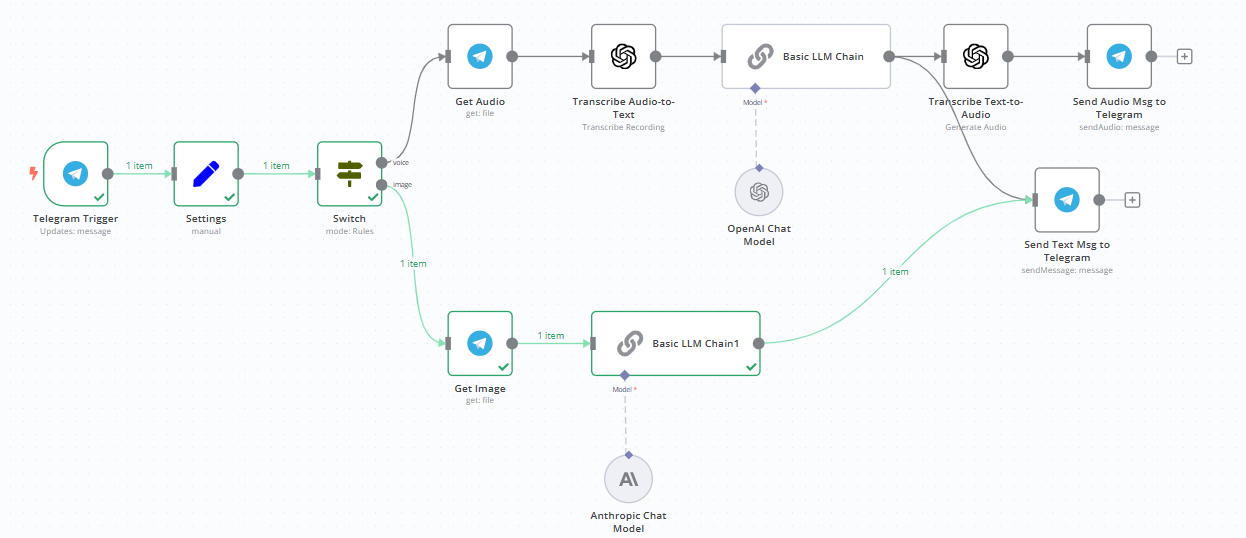 Get Audio
get: file
Transcribe Audio-to-
Text
Transcribe Recording
Basic LLM Chain
Model *
OpenAI Chat
Model
Transcribe Text-to-
Audio
Generate Audio
Send Audio Msg to
Telegram
sendAudio: message
Telegram Trigger
Updates: message
1 item
Settings
manual
1 item
Switch
mode: Rules
voice
image
1 item
Get Image
get: file
1 item
Basic LLM Chain1
Model *
Anthropic Chat
Model
1 item
Send Text Msg to
Telegram
sendMessage: message